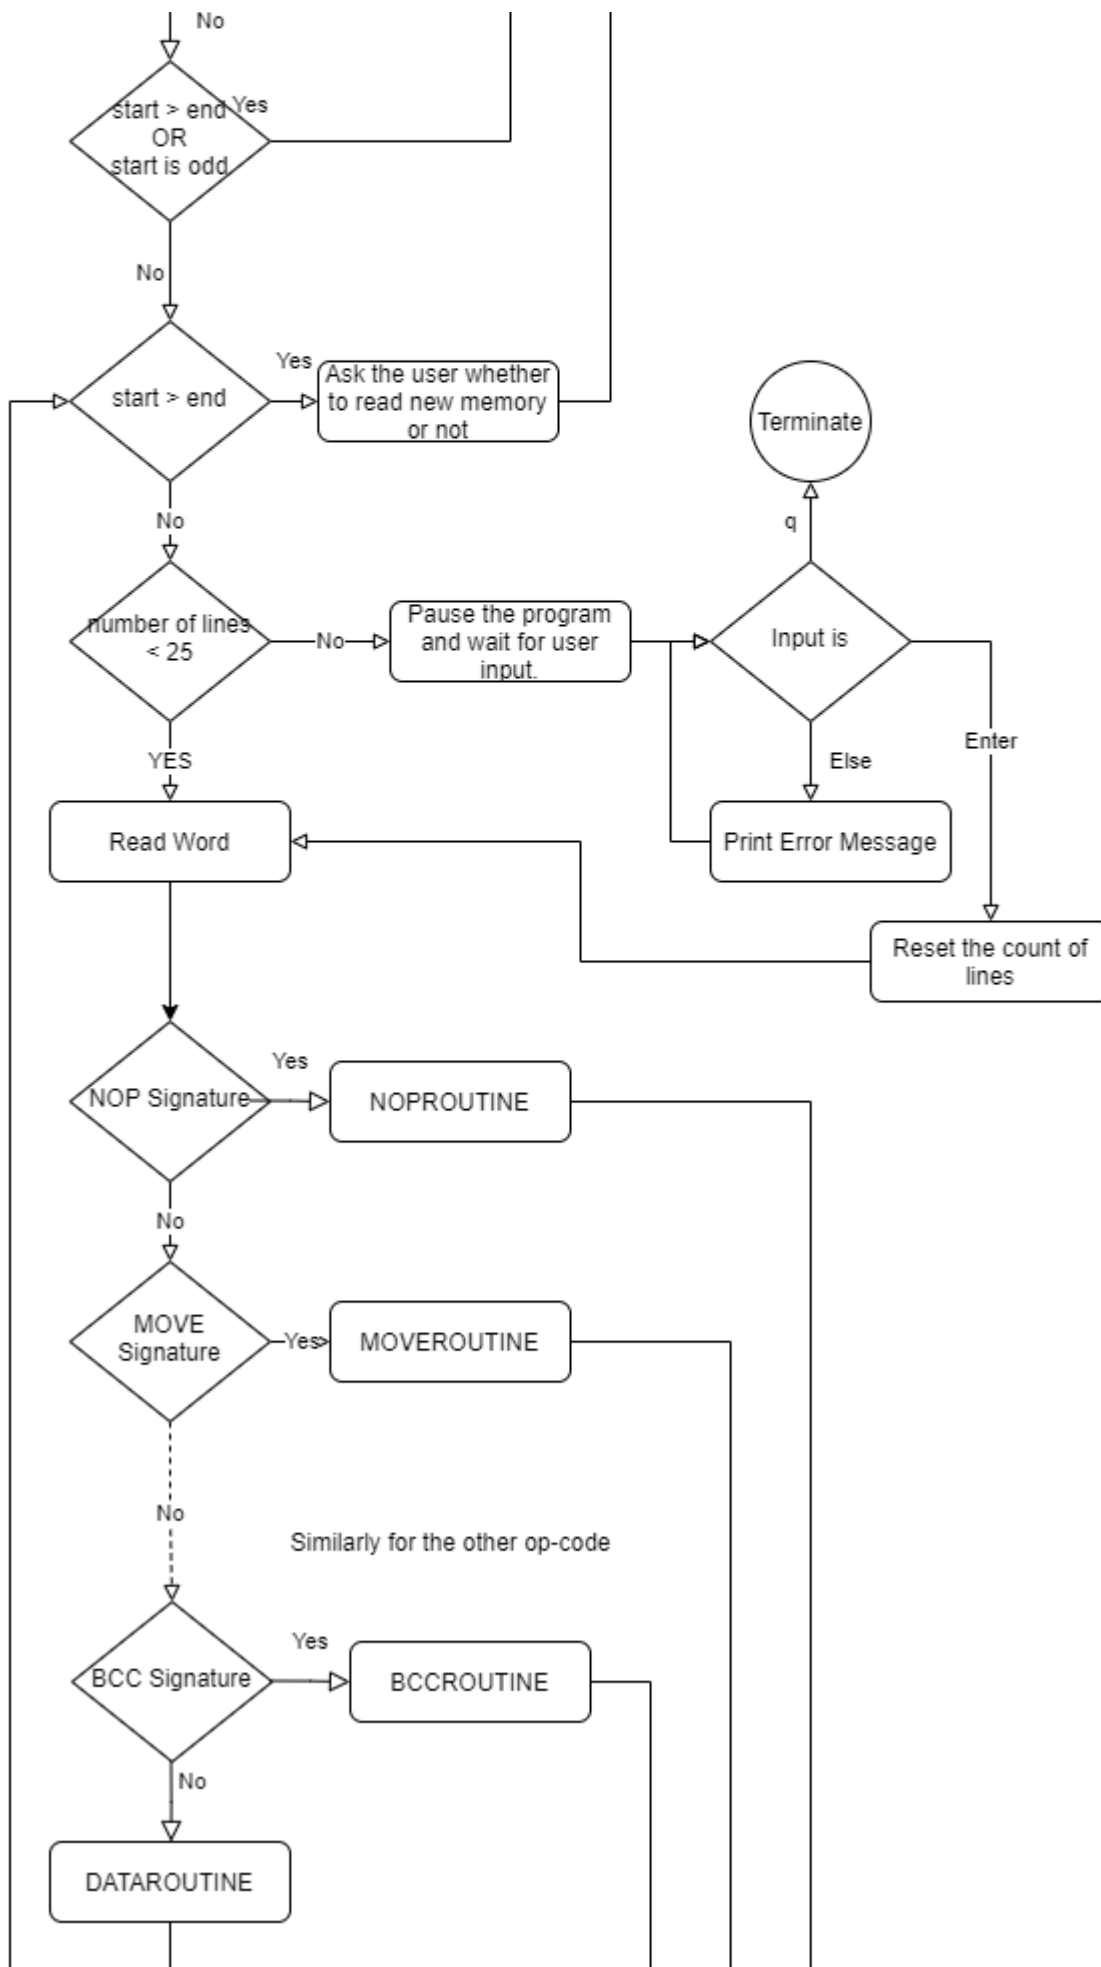 No
start > end
OR
start is odd
Yes
No
start > end
Yes
Ask the user whether
to read new memory
or not
Terminate
q
No
number of lines
< 25
No
Pause the program
and wait for user
input.
Input is
Enter
Else
YES
Read Word
Print Error Message
Reset the count of
lines
NOP Signature
Yes
NOPROUTINE
No
MOVE
Signature
Yes
MOVEROUTINE
No
Similarly for the other op-code
BCC Signature
Yes
BCCROUTINE
No
DATAROUTINE